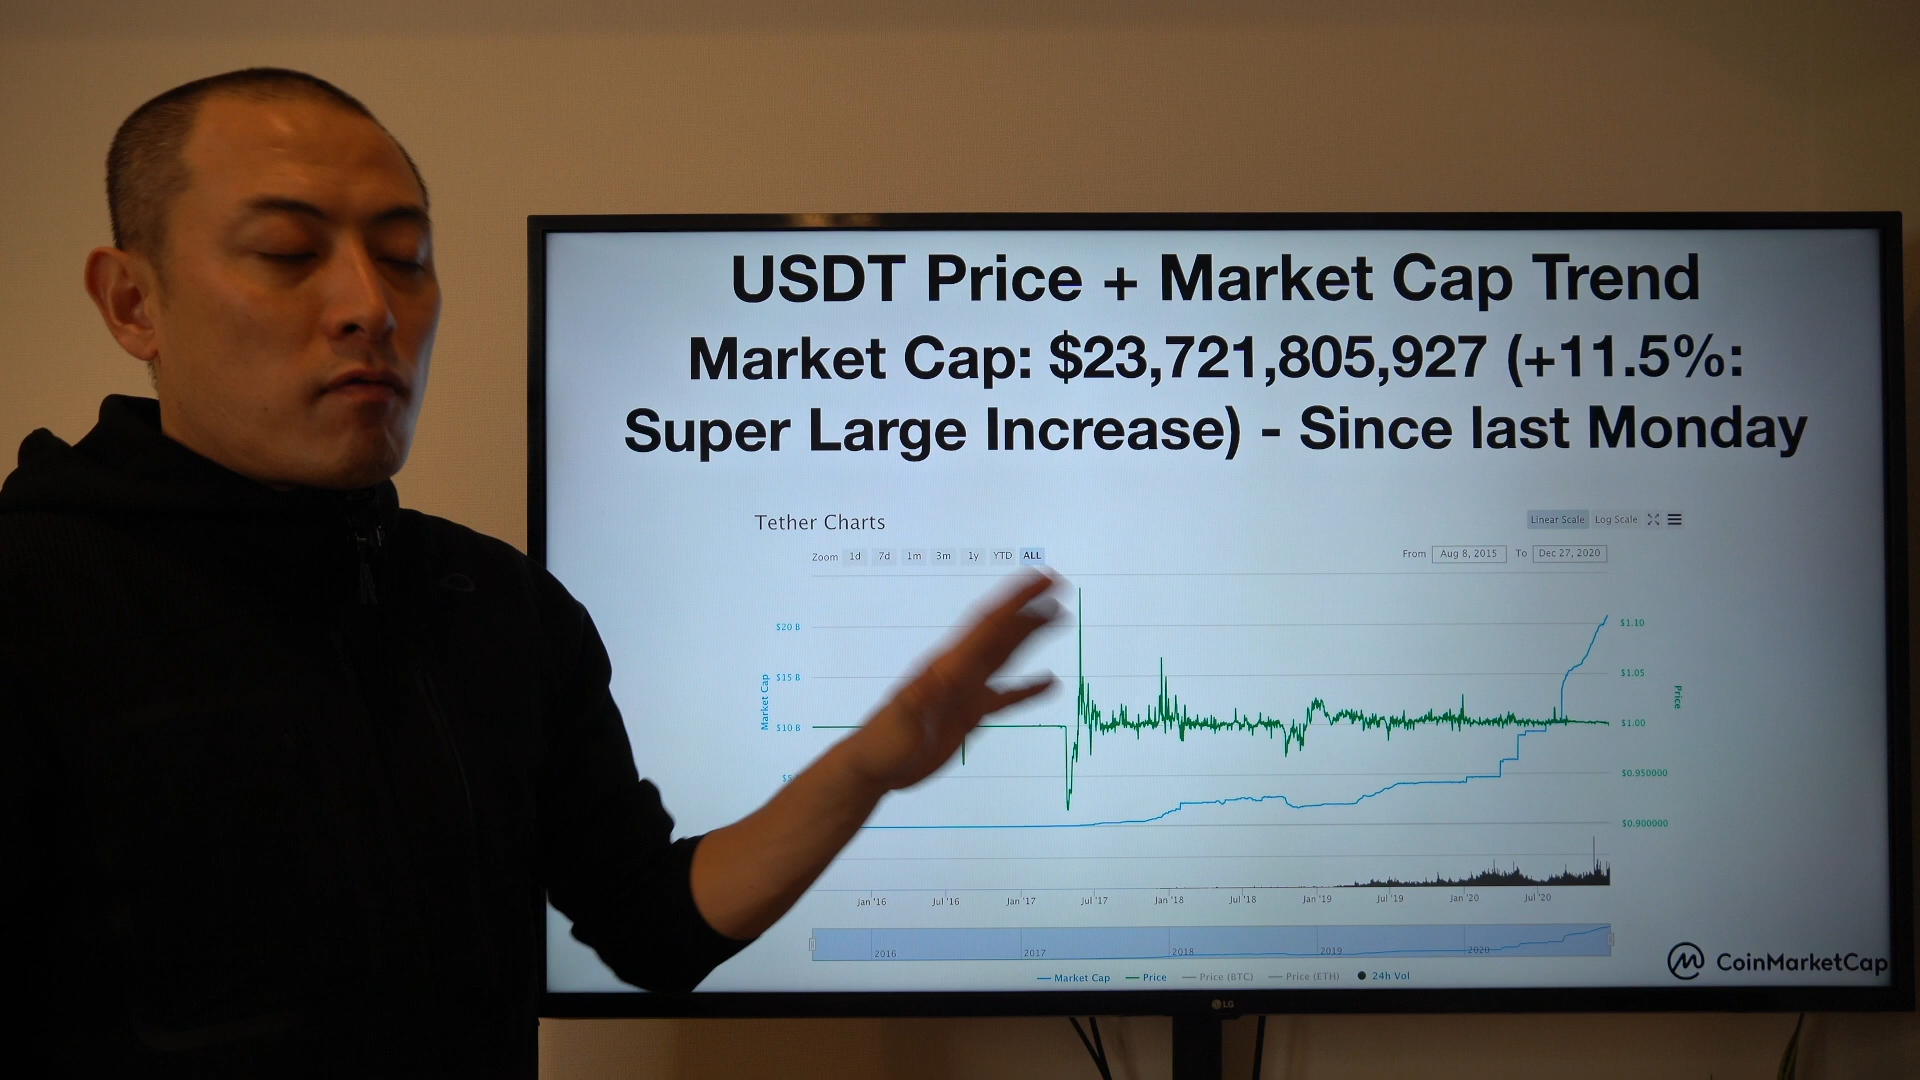 USDT Price + Market Cap Trend
Market Cap: $23,721,805,927 (+11.5%:
Super Large Increase) - Since last Monday
Tether Charts
Linear Scale Log Scale
Zoom 1d 7d 1m 3m 1y YTD ALL
From Aug 8, 2015 To Dec 27, 2020
$20 B
$15 B
$10 B
Market Cap
$1.10
$1.05
$1.00
$0.950000
$0.900000
Price
Jan '16 Jul '16 Jan '17 Jul '17 Jan '18 Jul '18 Jan '19 Jul '19 Jan '20 Jul '20
2016 2017 2018 2019 2020
Market Cap Price Price (BTC) Price (ETH) 24h Vol
CoinMarketCap
LG